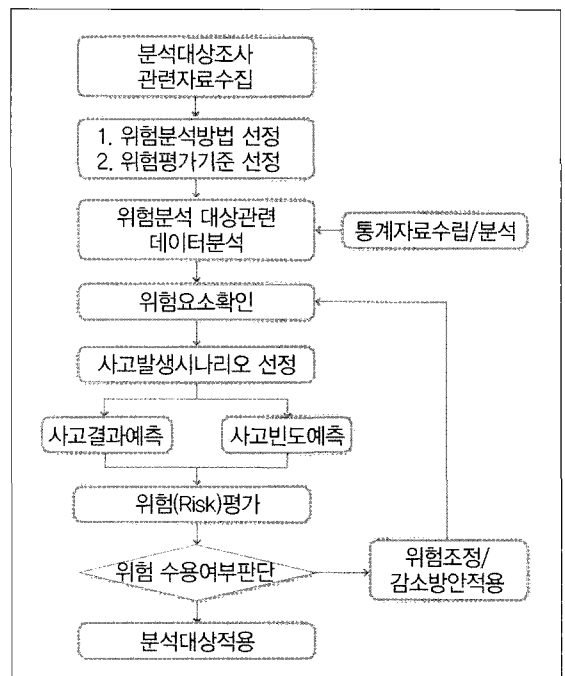 분석대상조사
관련자료수집
1. 위험분석방법 선정
2. 위험평가기준 선정
위험분석 대상관련
데이터분석
통계자료수립/분석
위험요소확인
사고발생시나리오 선정
사고결과예측
사고빈도예측
위험(Risk)평가
위험 수용여부판단
위험조정/
감소방안적용
분석대상적용